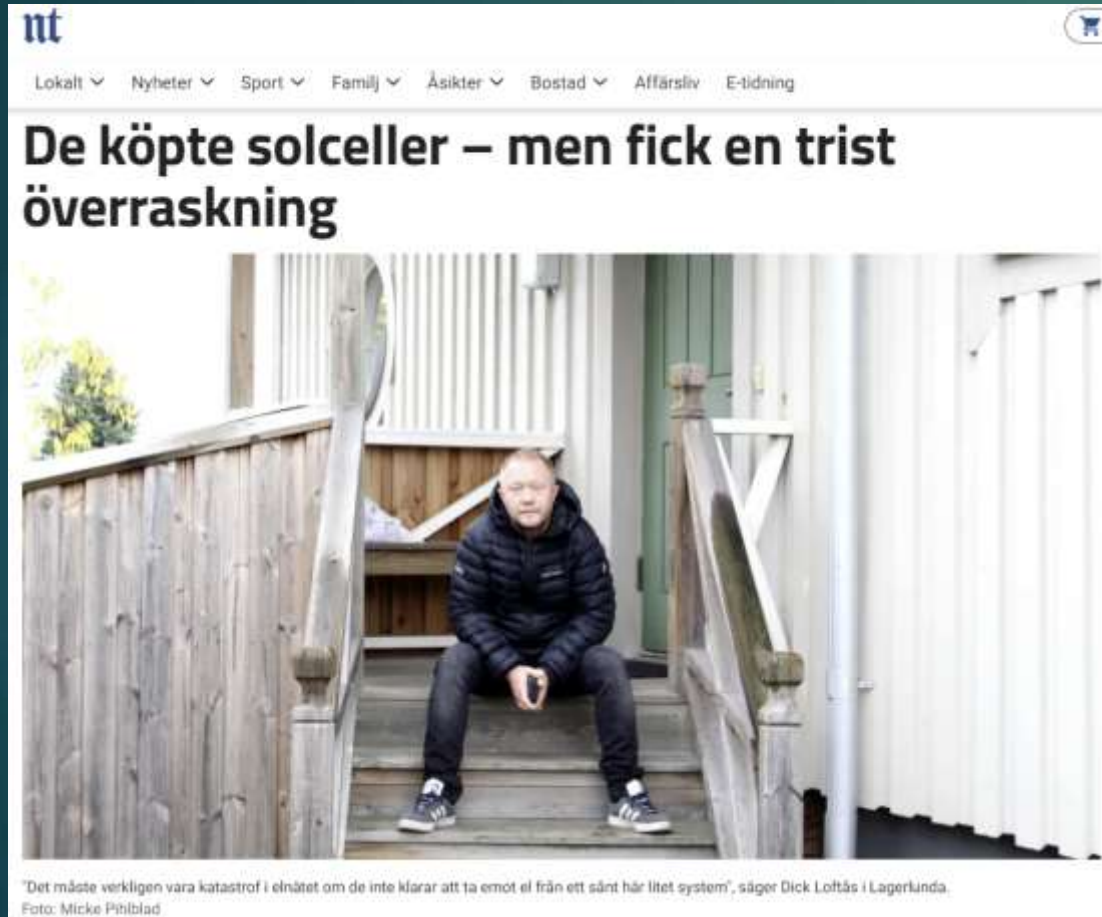 nt
Lokalt Nyheter Sport Familj Åsikter Bostad Affärsliv E-tidning
De köpte solceller – men fick en trist
överraskning
"Det måste verkligen vara katastrof i elnätet om de inte klarar att ta emot el från ett sånt här litet system", säger Dick Loftås i Lagerlunda.
Foto: Micke Pihlblad